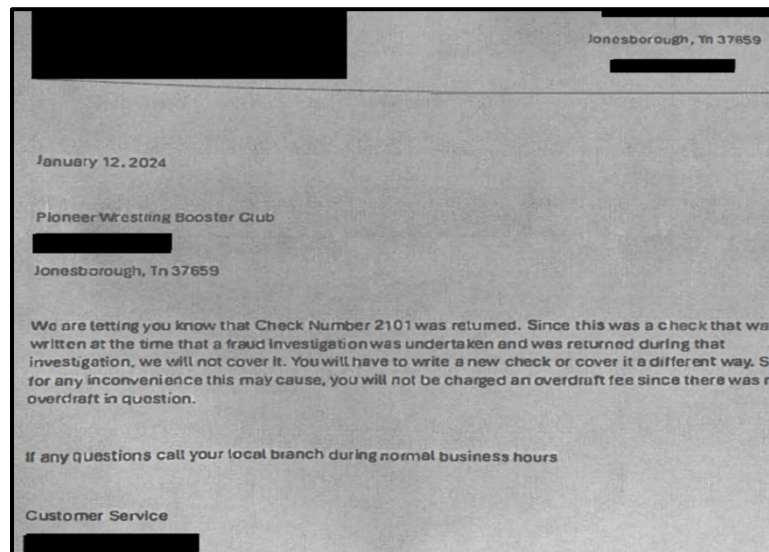 Jonesborough, Tn 37659
January 12, 2024
Pioneer Wrestling Booster Club
Jonesborough, Tn 37659
We are letting you know that Check Number 2101 was returned. Since this was a check that wa
written at the time that a fraud investigation was undertaken and was returned during that
investigation, we will not cover it. You will have to write a new check or cover it a different way. S
for any inconvenience this may cause, you will not be charged an overdraft fee since there was
overdraft in question.
If any questions call your local branch during normal business hours
Customer Service